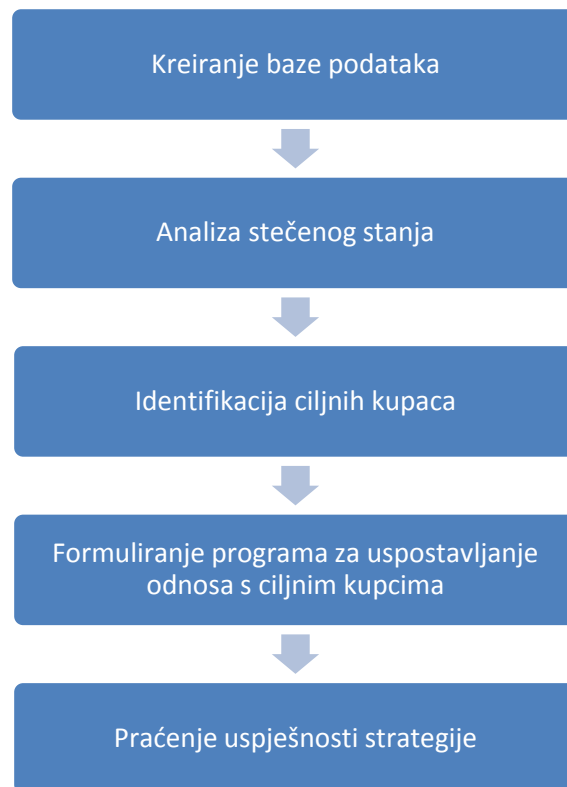 Kreiranje baze podataka
Analiza stečenog stanja
Identifikacija ciljnih kupaca
Formuliranje programa za uspostavljanje
odnosa s ciljnim kupcima
Praćenje uspješnosti strategije